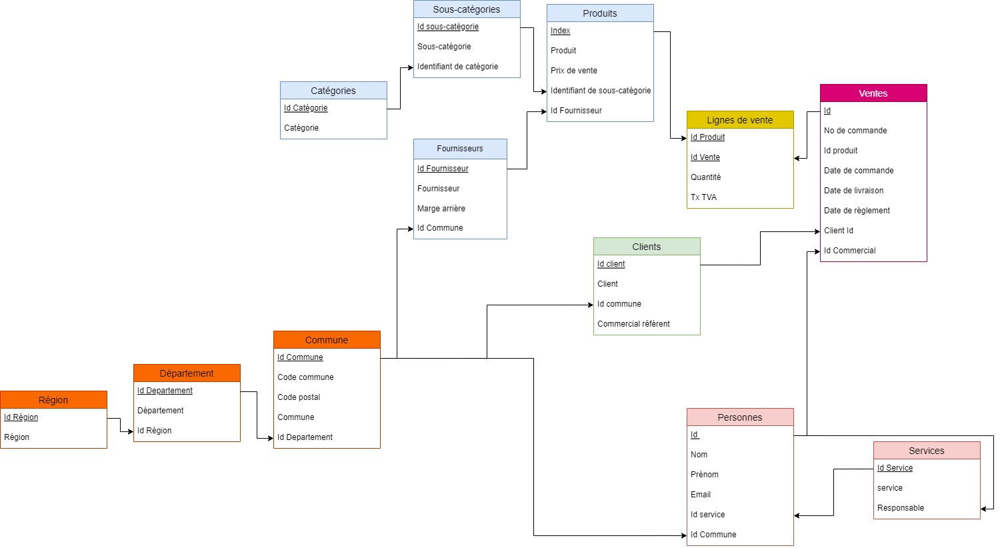 Sous-catégories
Id sous-catégorie
Sous-catégorie
Identifiant de catégorie
Produits
Index
Produit
Prix de vente
Identifiant de sous-catégorie
Id Fournisseur
Catégories
Id Catégorie
Catégorie
Ventes
Id
No de commande
Id produit
Date de commande
Date de livraison
Date de règlement
Client Id
Id Commercial
Lignes de vente
Id Produit
Id Vente
Quantité
Tx TVA
Fournisseurs
Id Fournisseur
Fournisseur
Marge arrière
Id Commune
Clients
Id client
Client
Id commune
Commercial référent
Commune
Id Commune
Code commune
Code postal
Commune
Id Departement
Département
Id Departement
Département
Id Région
Région
Id Région
Région
Personnes
Id
Nom
Prénom
Email
Id service
Id Commune
Services
Id Service
service
Responsable